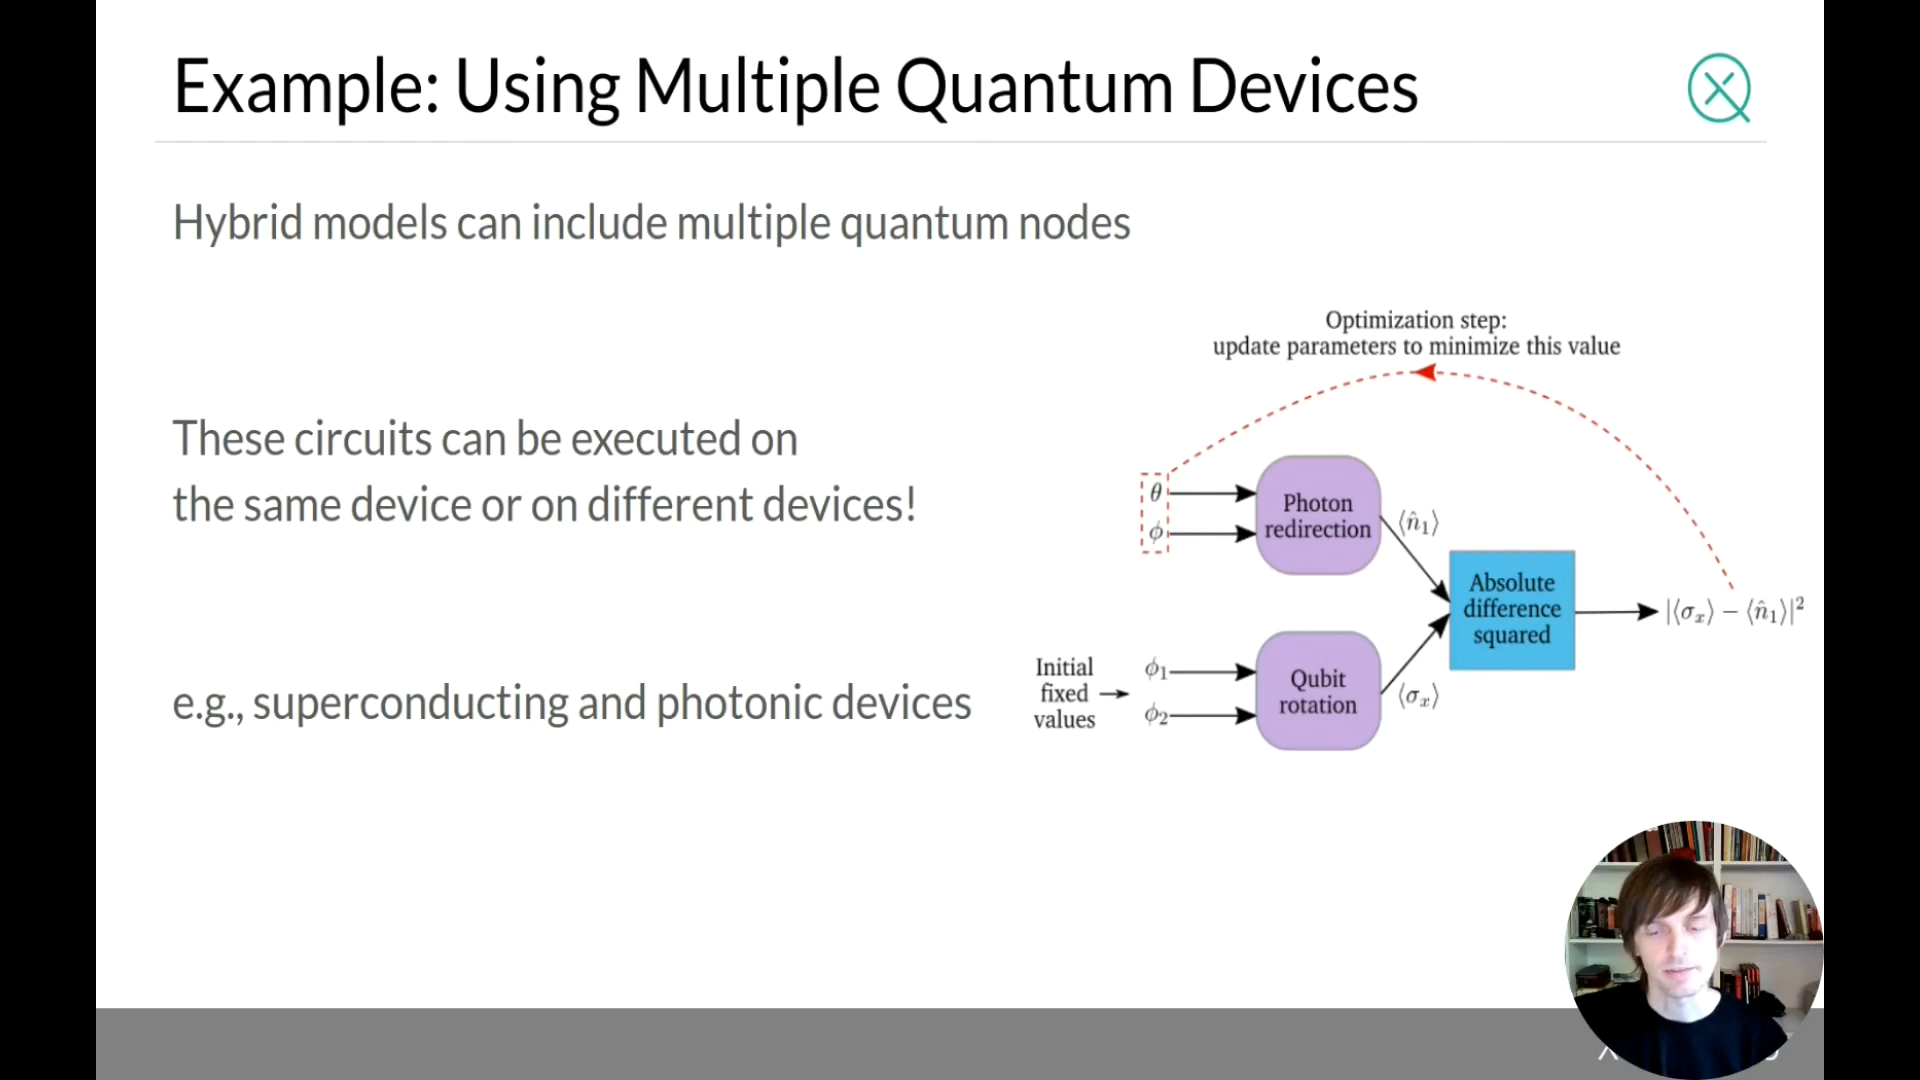 Example: Using Multiple Quantum Devices
Hybrid models can include multiple quantum nodes
These circuits can be executed on
the same device or on different devices!
e.g., superconducting and photonic devices
Optimization step:
update parameters to minimize this value
θ
ϕ
Photon
redirection
⟨n̂₁⟩
Absolute
difference
squared
|⟨σₓ⟩ − ⟨n̂₁⟩|²
Initial
fixed
values
ϕ₁
ϕ₂
Qubit
rotation
⟨σₓ⟩